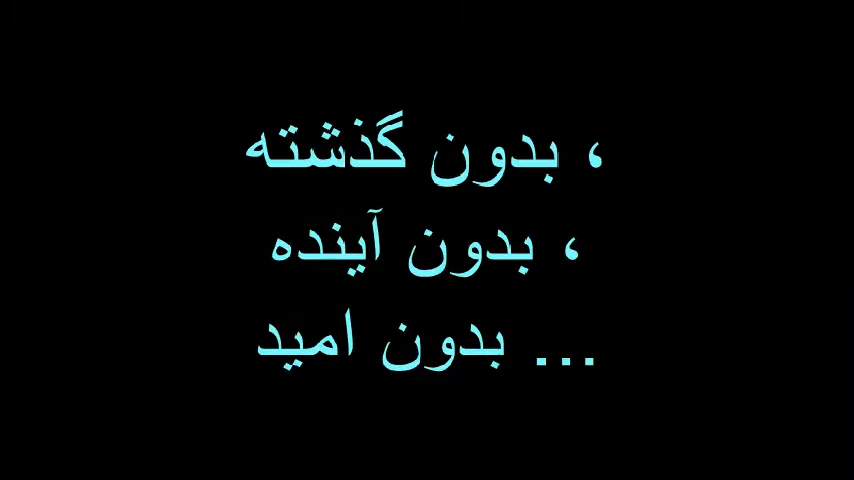 بدون گذشته ،
بدون آینده ،
بدون امید ...